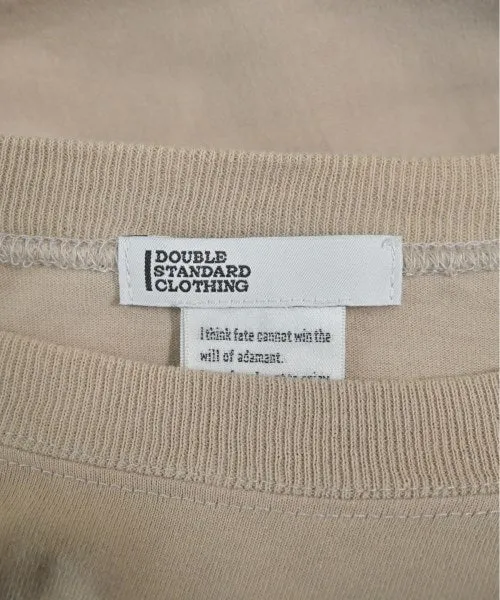 DOUBLE
STANDARD
CLOTHING
I think fate cannot win the
will of adamant.